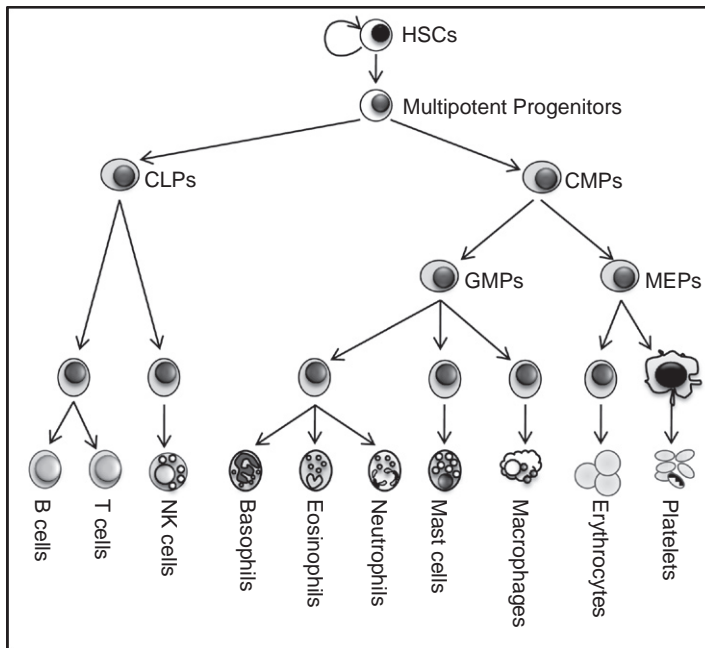 HSCs
Multipotent Progenitors
CLPs
CMPs
GMPs
MEPs
B cells
T cells
NK cells
Basophils
Eosinophils
Neutrophils
Mast cells
Macrophages
Erythrocytes
Platelets